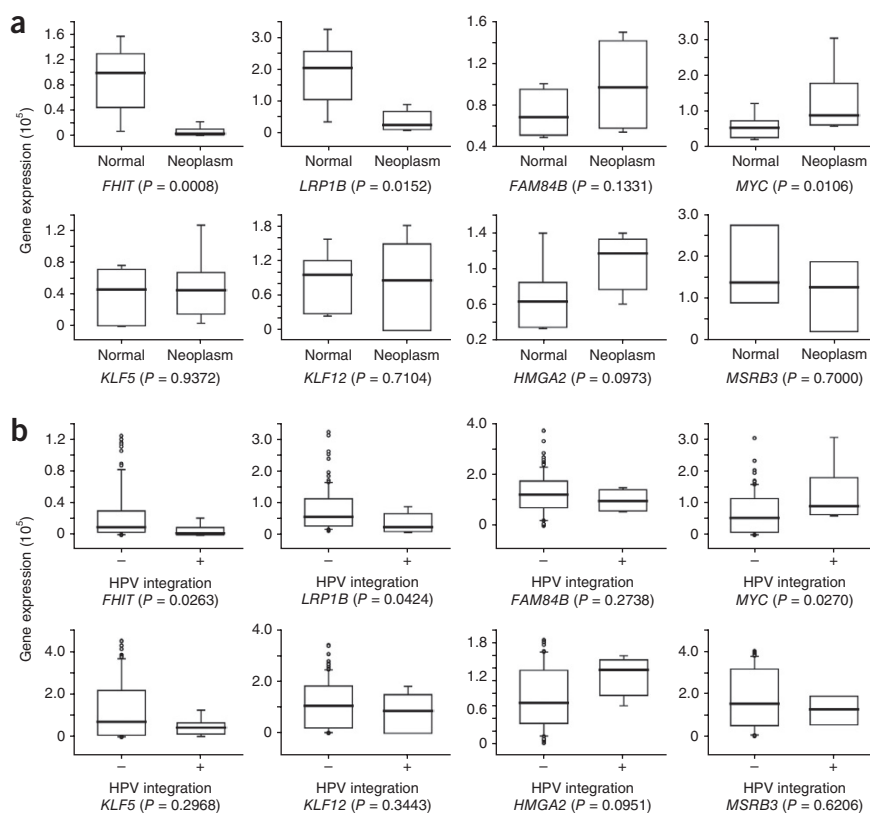 a
Gene expression (10⁵)
1.6
1.2
0.8
0.4
0
Normal Neoplasm
FHIT (P = 0.0008)
3.0
2.0
1.0
0
Normal Neoplasm
LRP1B (P = 0.0152)
1.6
1.2
0.8
0.4
Normal Neoplasm
FAM84B (P = 0.1331)
3.0
2.0
1.0
0
Normal Neoplasm
MYC (P = 0.0106)
1.2
0.8
0.4
0
Normal Neoplasm
KLF5 (P = 0.9372)
1.8
1.2
0.6
0
Normal Neoplasm
KLF12 (P = 0.7104)
1.4
1.0
0.6
0.2
Normal Neoplasm
HMGA2 (P = 0.0973)
3.0
2.0
1.0
0
Normal Neoplasm
MSRB3 (P = 0.7000)
b
Gene expression (10⁵)
1.2
0.8
0.4
0
– +
HPV integration
FHIT (P = 0.0263)
3.0
2.0
1.0
0
– +
HPV integration
LRP1B (P = 0.0424)
4.0
2.0
0
– +
HPV integration
FAM84B (P = 0.2738)
3.0
2.0
1.0
0
– +
HPV integration
MYC (P = 0.0270)
4.0
2.0
0
– +
HPV integration
KLF5 (P = 0.2968)
4.0
2.0
0
– +
HPV integration
KLF12 (P = 0.3443)
1.8
1.2
0.6
0
– +
HPV integration
HMGA2 (P = 0.0951)
4.0
2.0
0
– +
HPV integration
MSRB3 (P = 0.6206)